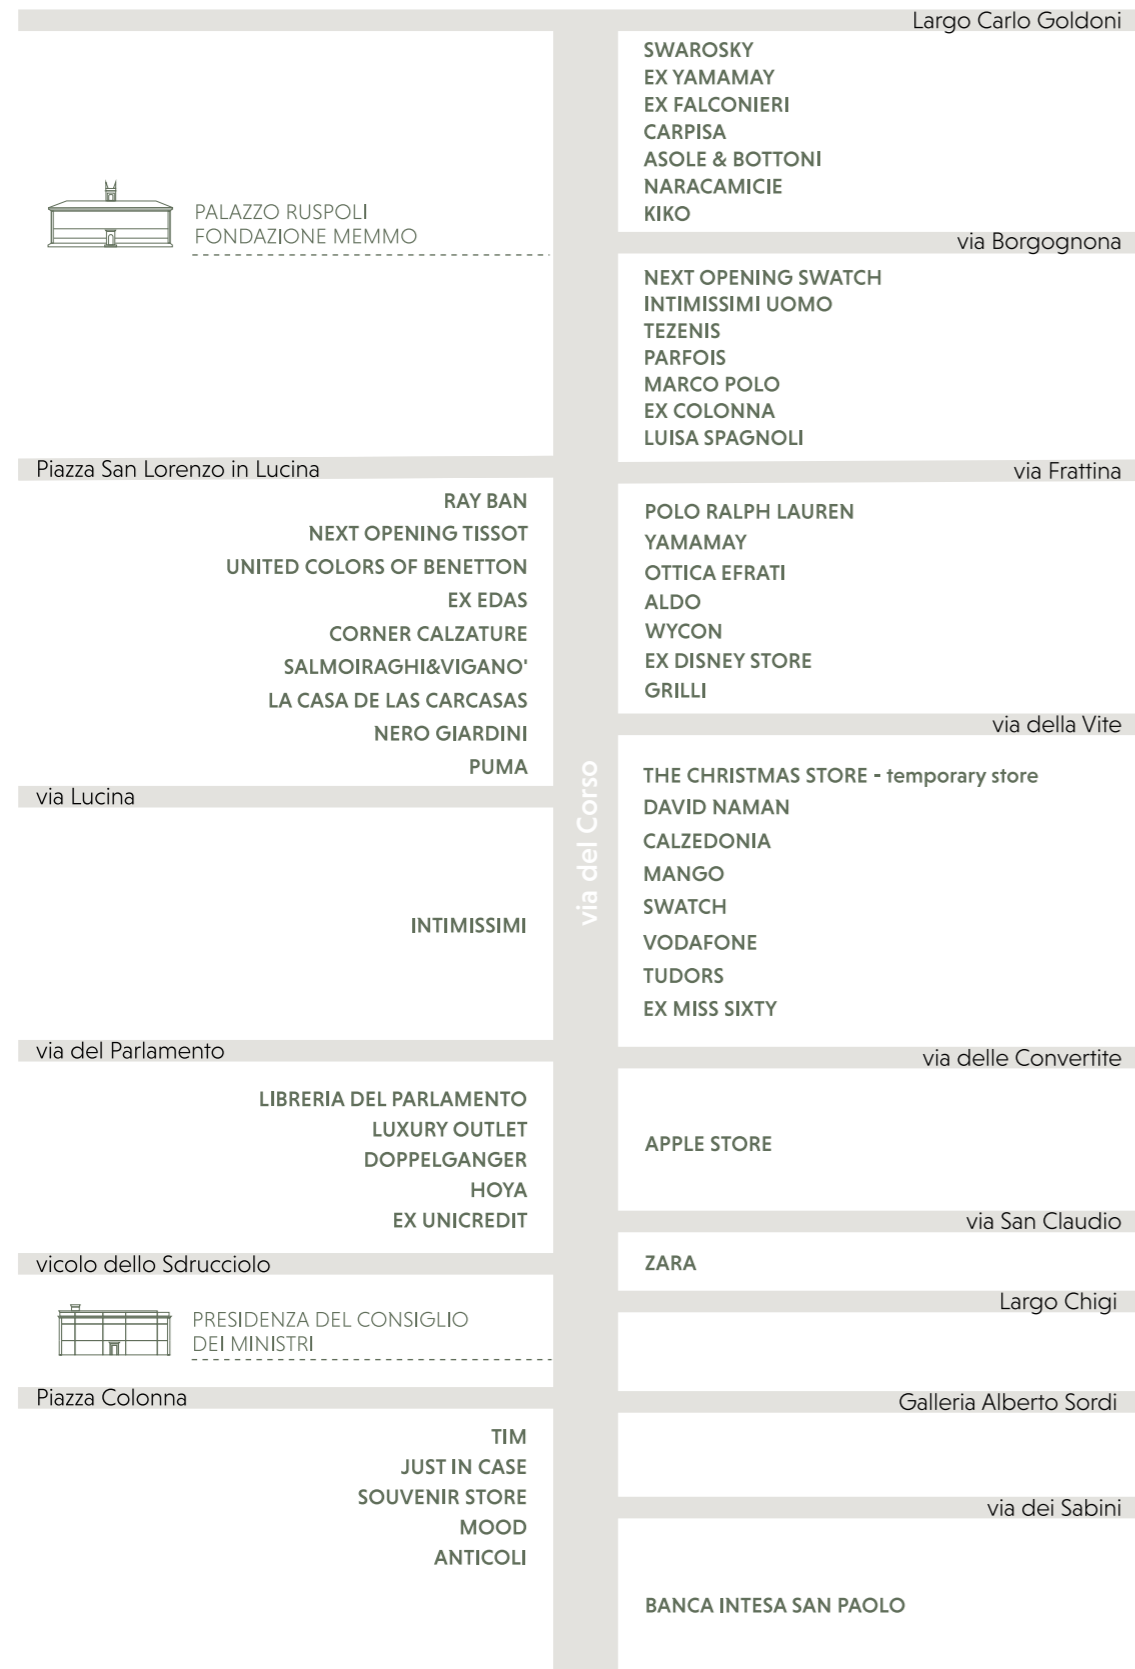 Largo Carlo Goldoni
SWAROSKY
EX YAMAMAY
EX FALCONIERI
CARPISA
ASOLE & BOTTONI
NARACAMICIE
KIKO
PALAZZO RUSPOLI
FONDAZIONE MEMMO
via Borgognona
NEXT OPENING SWATCH
INTIMISSIMI UOMO
TEZENIS
PARFOIS
MARCO POLO
EX COLONNA
LUISA SPAGNOLI
Piazza San Lorenzo in Lucina
RAY BAN
NEXT OPENING TISSOT
UNITED COLORS OF BENETTON
EX EDAS
CORNER CALZATURE
SALMOIRAGHI&VIGANO'
LA CASA DE LAS CARCASAS
NERO GIARDINI
PUMA
via Frattina
POLO RALPH LAUREN
YAMAMAY
OTTICA EFRATI
ALDO
WYCON
EX DISNEY STORE
GRILLI
via Lucina
INTIMISSIMI
via del Corso
via della Vite
THE CHRISTMAS STORE - temporary store
DAVID NAMAN
CALZEDONIA
MANGO
SWATCH
VODAFONE
TUDORS
EX MISS SIXTY
via del Parlamento
LIBRERIA DEL PARLAMENTO
LUXURY OUTLET
DOPPELGANGER
HOYA
EX UNICREDIT
via delle Convertite
APPLE STORE
via San Claudio
ZARA
vicolo dello Sdrucciolo
PRESIDENZA DEL CONSIGLIO
DEI MINISTRI
Largo Chigi
Piazza Colonna
TIM
JUST IN CASE
SOUVENIR STORE
MOOD
ANTICOLI
Galleria Alberto Sordi
via dei Sabini
BANCA INTESA SAN PAOLO